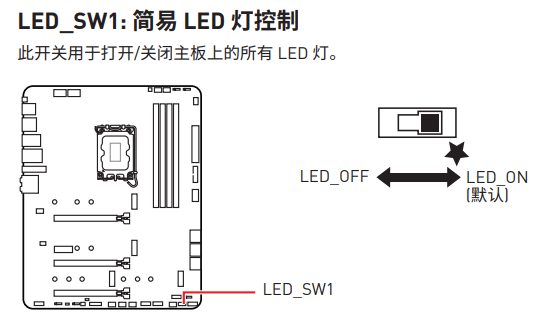 LED_SW1: 简易 LED 灯控制
此开关用于打开/关闭主板上的所有 LED 灯。
LED_OFF
LED_ON
(默认)
LED_SW1